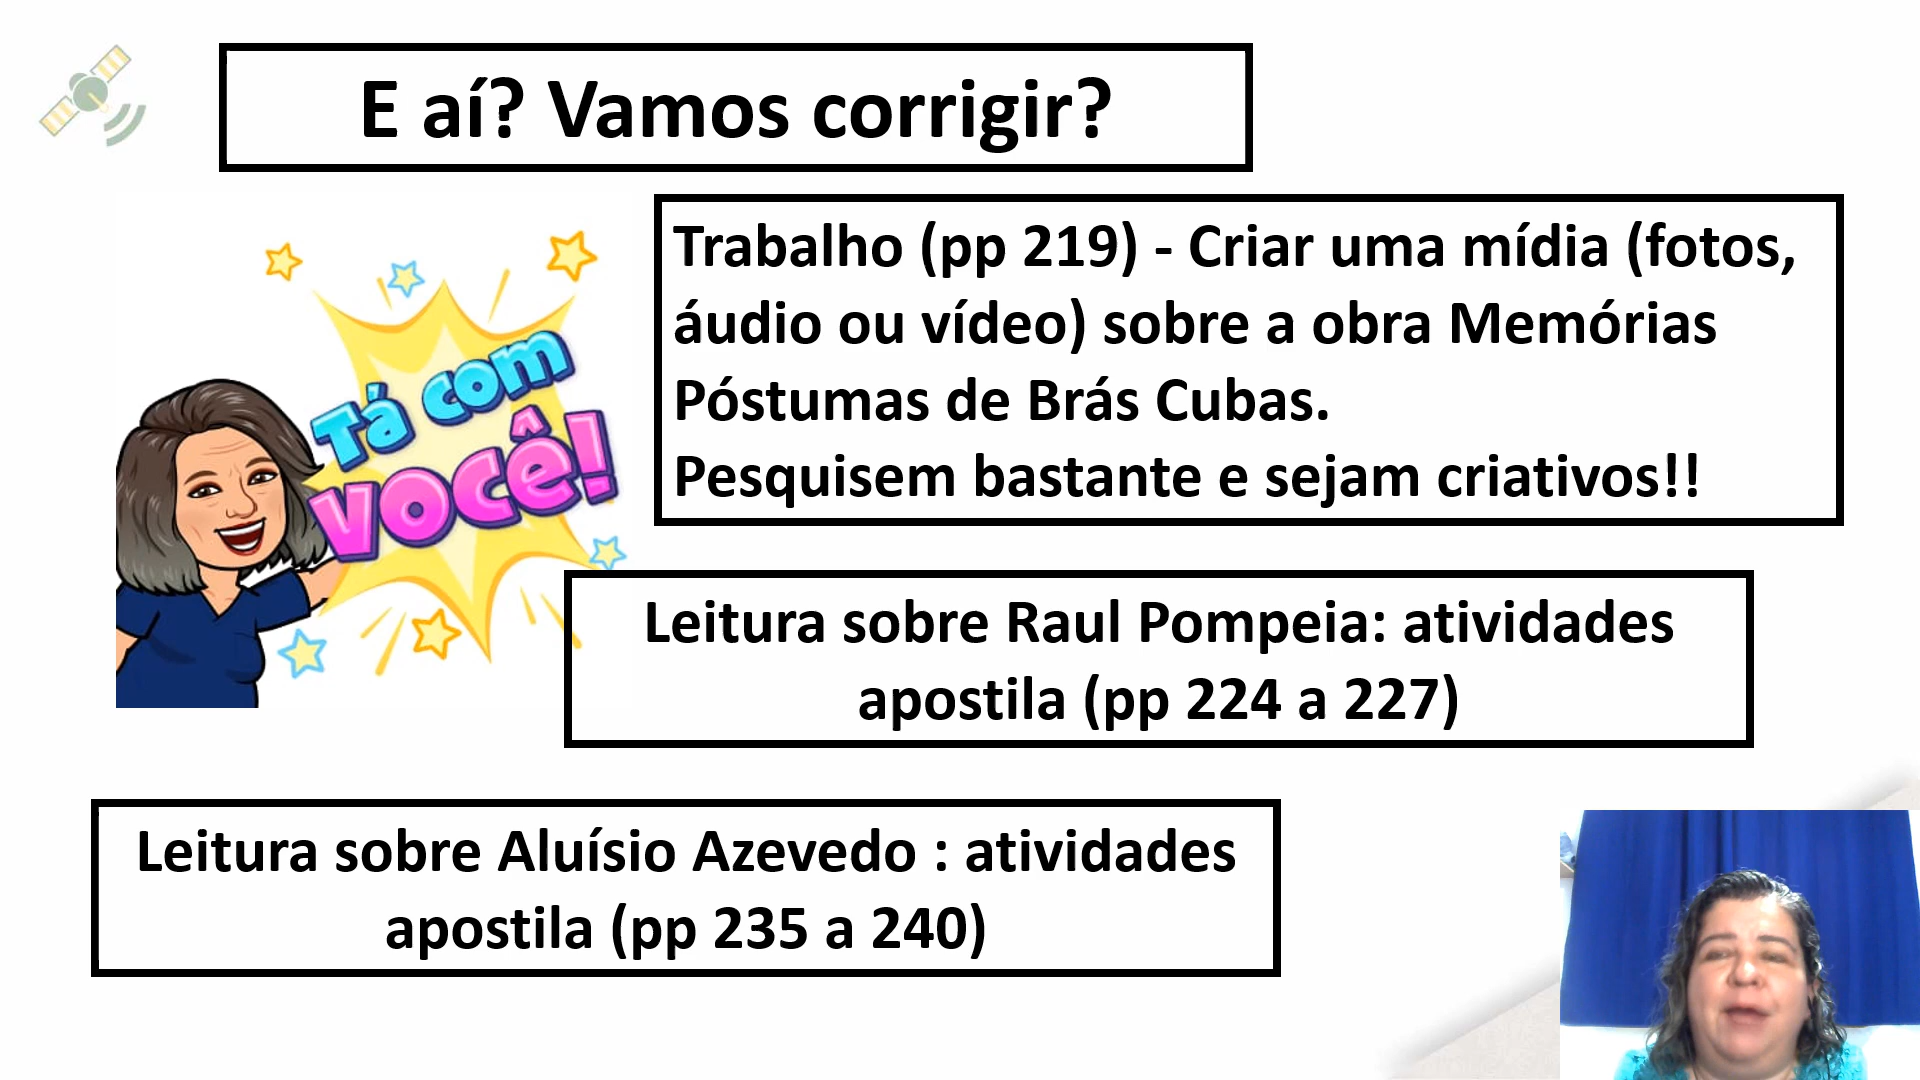 E aí? Vamos corrigir?
Trabalho (pp 219) - Criar uma mídia (fotos,
áudio ou vídeo) sobre a obra Memórias
Póstumas de Brás Cubas.
Pesquisem bastante e sejam criativos!!
Tá com
você!
Leitura sobre Raul Pompeia: atividades
apostila (pp 224 a 227)
Leitura sobre Aluísio Azevedo : atividades
apostila (pp 235 a 240)